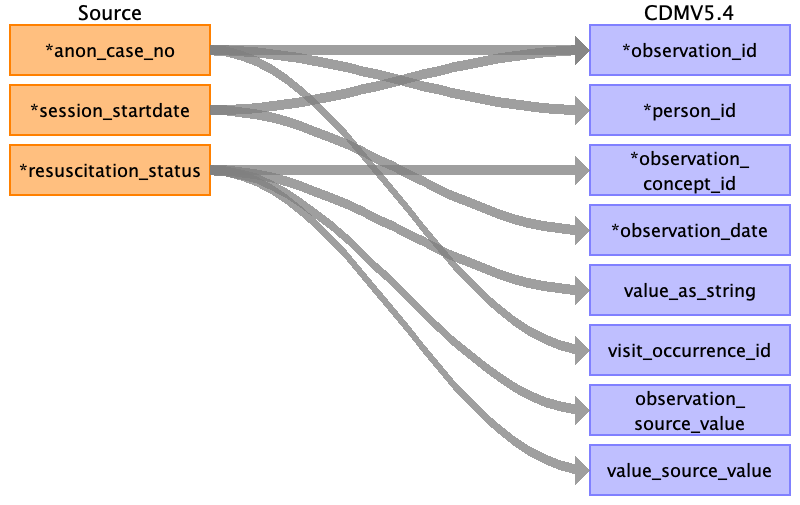 Source
CDMV5.4
*anon_case_no
*observation_id
*session_startdate
*person_id
*resuscitation_status
*observation_
concept_id
*observation_date
value_as_string
visit_occurrence_id
observation_
source_value
value_source_value